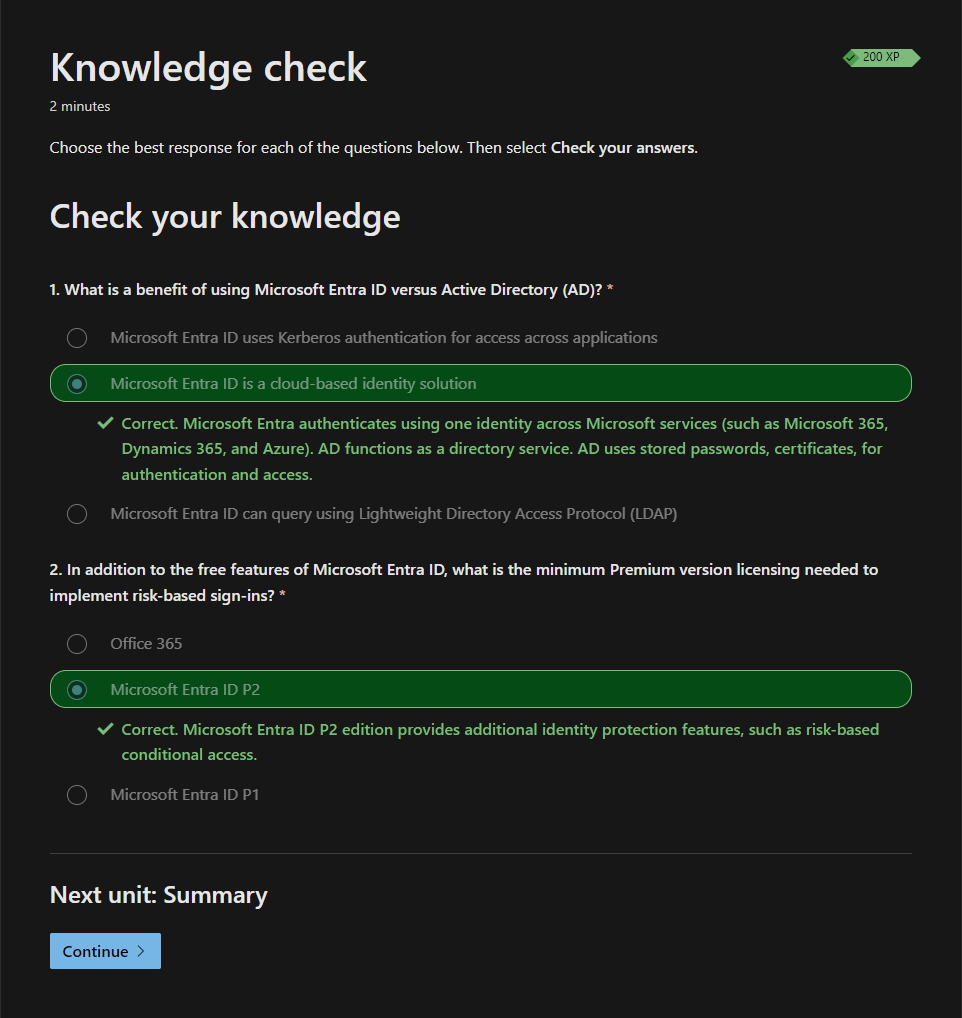 Knowledge check
200 XP
2 minutes
Choose the best response for each of the questions below. Then select Check your answers.
Check your knowledge
1. What is a benefit of using Microsoft Entra ID versus Active Directory (AD)? *
Microsoft Entra ID uses Kerberos authentication for access across applications
Microsoft Entra ID is a cloud-based identity solution
Correct. Microsoft Entra authenticates using one identity across Microsoft services (such as Microsoft 365,
Dynamics 365, and Azure). AD functions as a directory service. AD uses stored passwords, certificates, for
authentication and access.
Microsoft Entra ID can query using Lightweight Directory Access Protocol (LDAP)
2. In addition to the free features of Microsoft Entra ID, what is the minimum Premium version licensing needed to
implement risk-based sign-ins? *
Office 365
Microsoft Entra ID P2
Correct. Microsoft Entra ID P2 edition provides additional identity protection features, such as risk-based
conditional access.
Microsoft Entra ID P1
Next unit: Summary
Continue